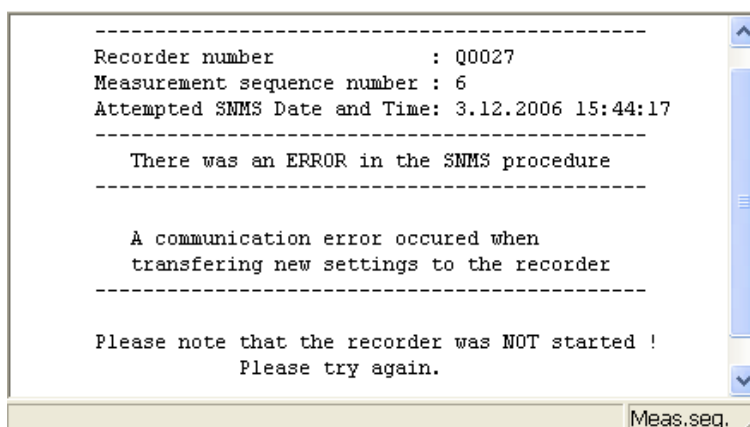 ----------------------------------------------
Recorder number             : Q0027
Measurement sequence number : 6
Attempted SNMS Date and Time: 3.12.2006 15:44:17
----------------------------------------------
There was an ERROR in the SNMS procedure
----------------------------------------------
A communication error occured when
transfering new settings to the recorder
----------------------------------------------
Please note that the recorder was NOT started !
Please try again.
Meas.seq.